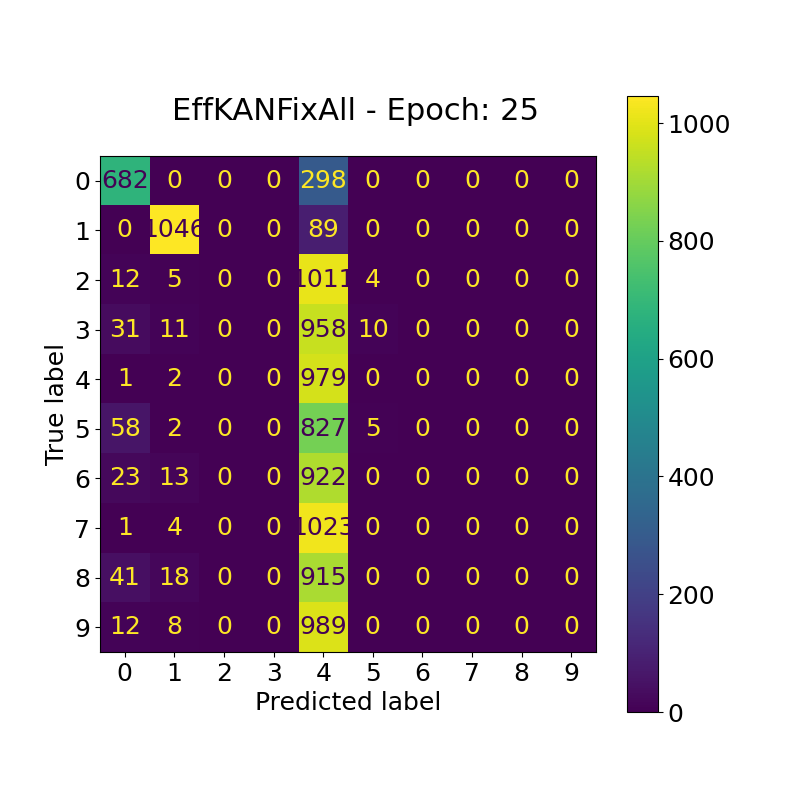 EffKANFixAll - Epoch: 25
True label
0 682 0 0 0 298 0 0 0 0 0
1 0 1046 0 0 89 0 0 0 0 0
2 12 5 0 0 1011 4 0 0 0 0
3 31 11 0 0 958 10 0 0 0 0
4 1 2 0 0 979 0 0 0 0 0
5 58 2 0 0 827 5 0 0 0 0
6 23 13 0 0 922 0 0 0 0 0
7 1 4 0 0 1023 0 0 0 0 0
8 41 18 0 0 915 0 0 0 0 0
9 12 8 0 0 989 0 0 0 0 0
0 1 2 3 4 5 6 7 8 9
Predicted label
1000
800
600
400
200
0